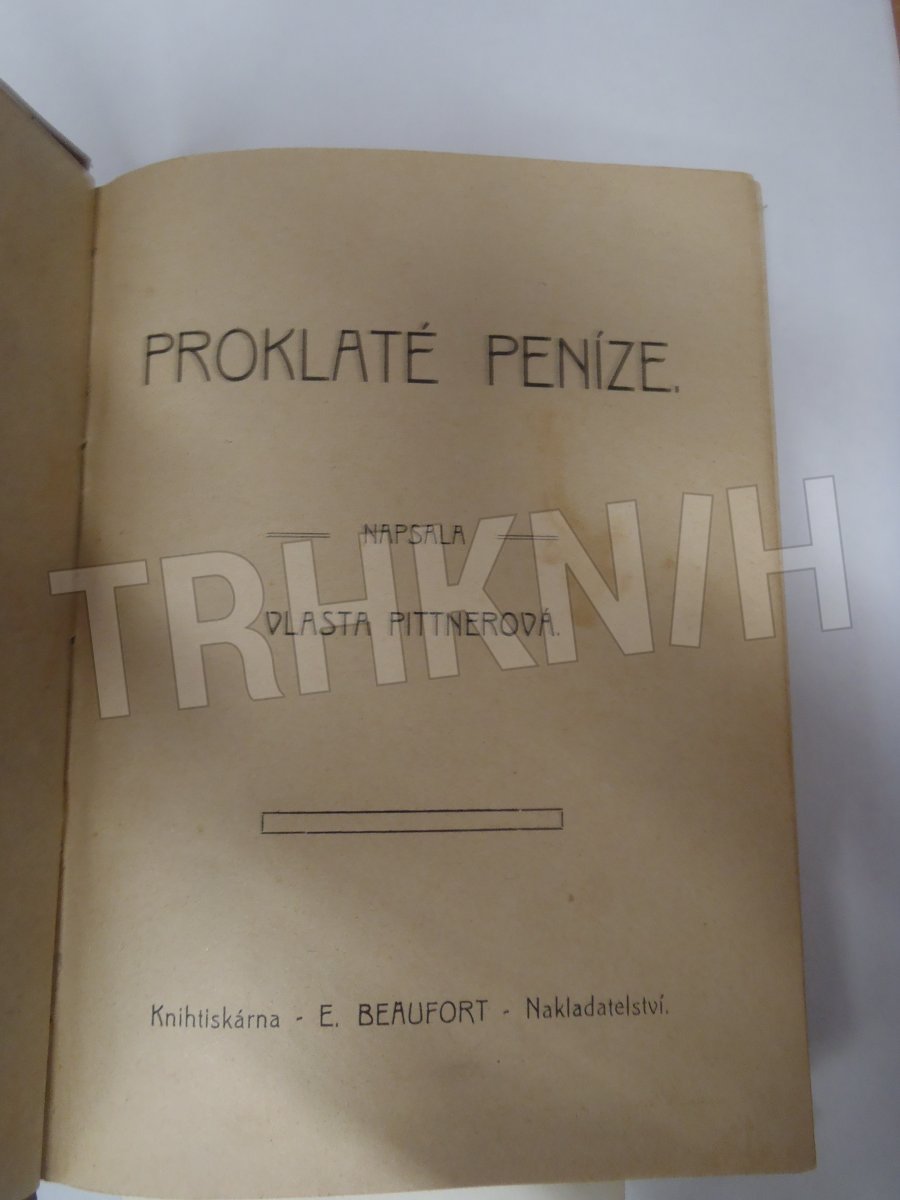 PROKLATÉ PENÍZE.
NAPSALA
VLASTA PITTNEROVÁ.
TRHKNIH
Knihtiskárna - E. BEAUFORT - Nakladatelství.